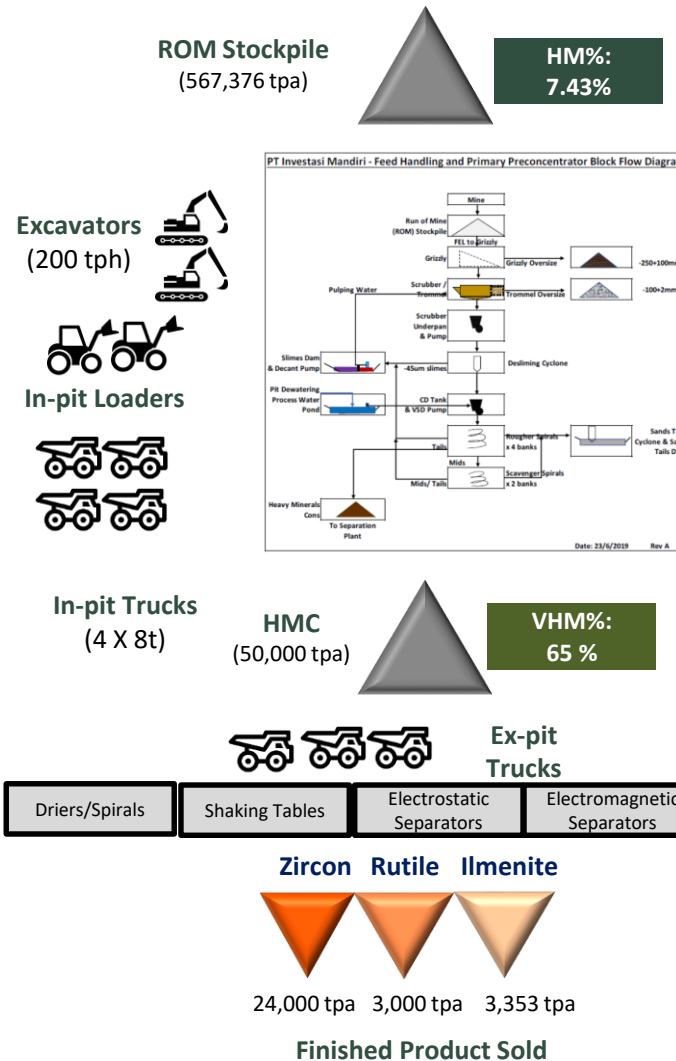 ROM Stockpile
(567,376 tpa)
HM%:
7.43%
PT Investasi Mandiri - Feed Handling and Primary Preconcentrator Block Flow Diagra
Excavators
(200 tph)
In-pit Loaders
Mine
Run of Mine
(ROM) Stockpile
FEL to Grizzly
Grizzly
Grizzly Oversize
-250+100mm
Pulping Water
Scrubber /
Trommel
Trommel Oversize
-100+2mm
Scrubber
Underpan
& Pump
Slimes Dam
& Decant Pump
-45um slimes
Desliming Cyclone
Pit Dewatering
Process Water
Pond
CD Tank
& VSD Pump
Tails
Rougher Spirals
x 4 banks
Sands T
Cyclone & Sa
Tails D
Mids
Mids/ Tails
Scavenger Spirals
x 2 banks
Heavy Minerals
Cons
To Separation
Plant
Date: 23/6/2019
Rev A
In-pit Trucks
(4 X 8t)
HMC
(50,000 tpa)
VHM%:
65 %
Ex-pit
Trucks
Driers/Spirals
Shaking Tables
Electrostatic
Separators
Electromagnetic
Separators
Zircon Rutile Ilmenite
24,000 tpa 3,000 tpa 3,353 tpa
Finished Product Sold